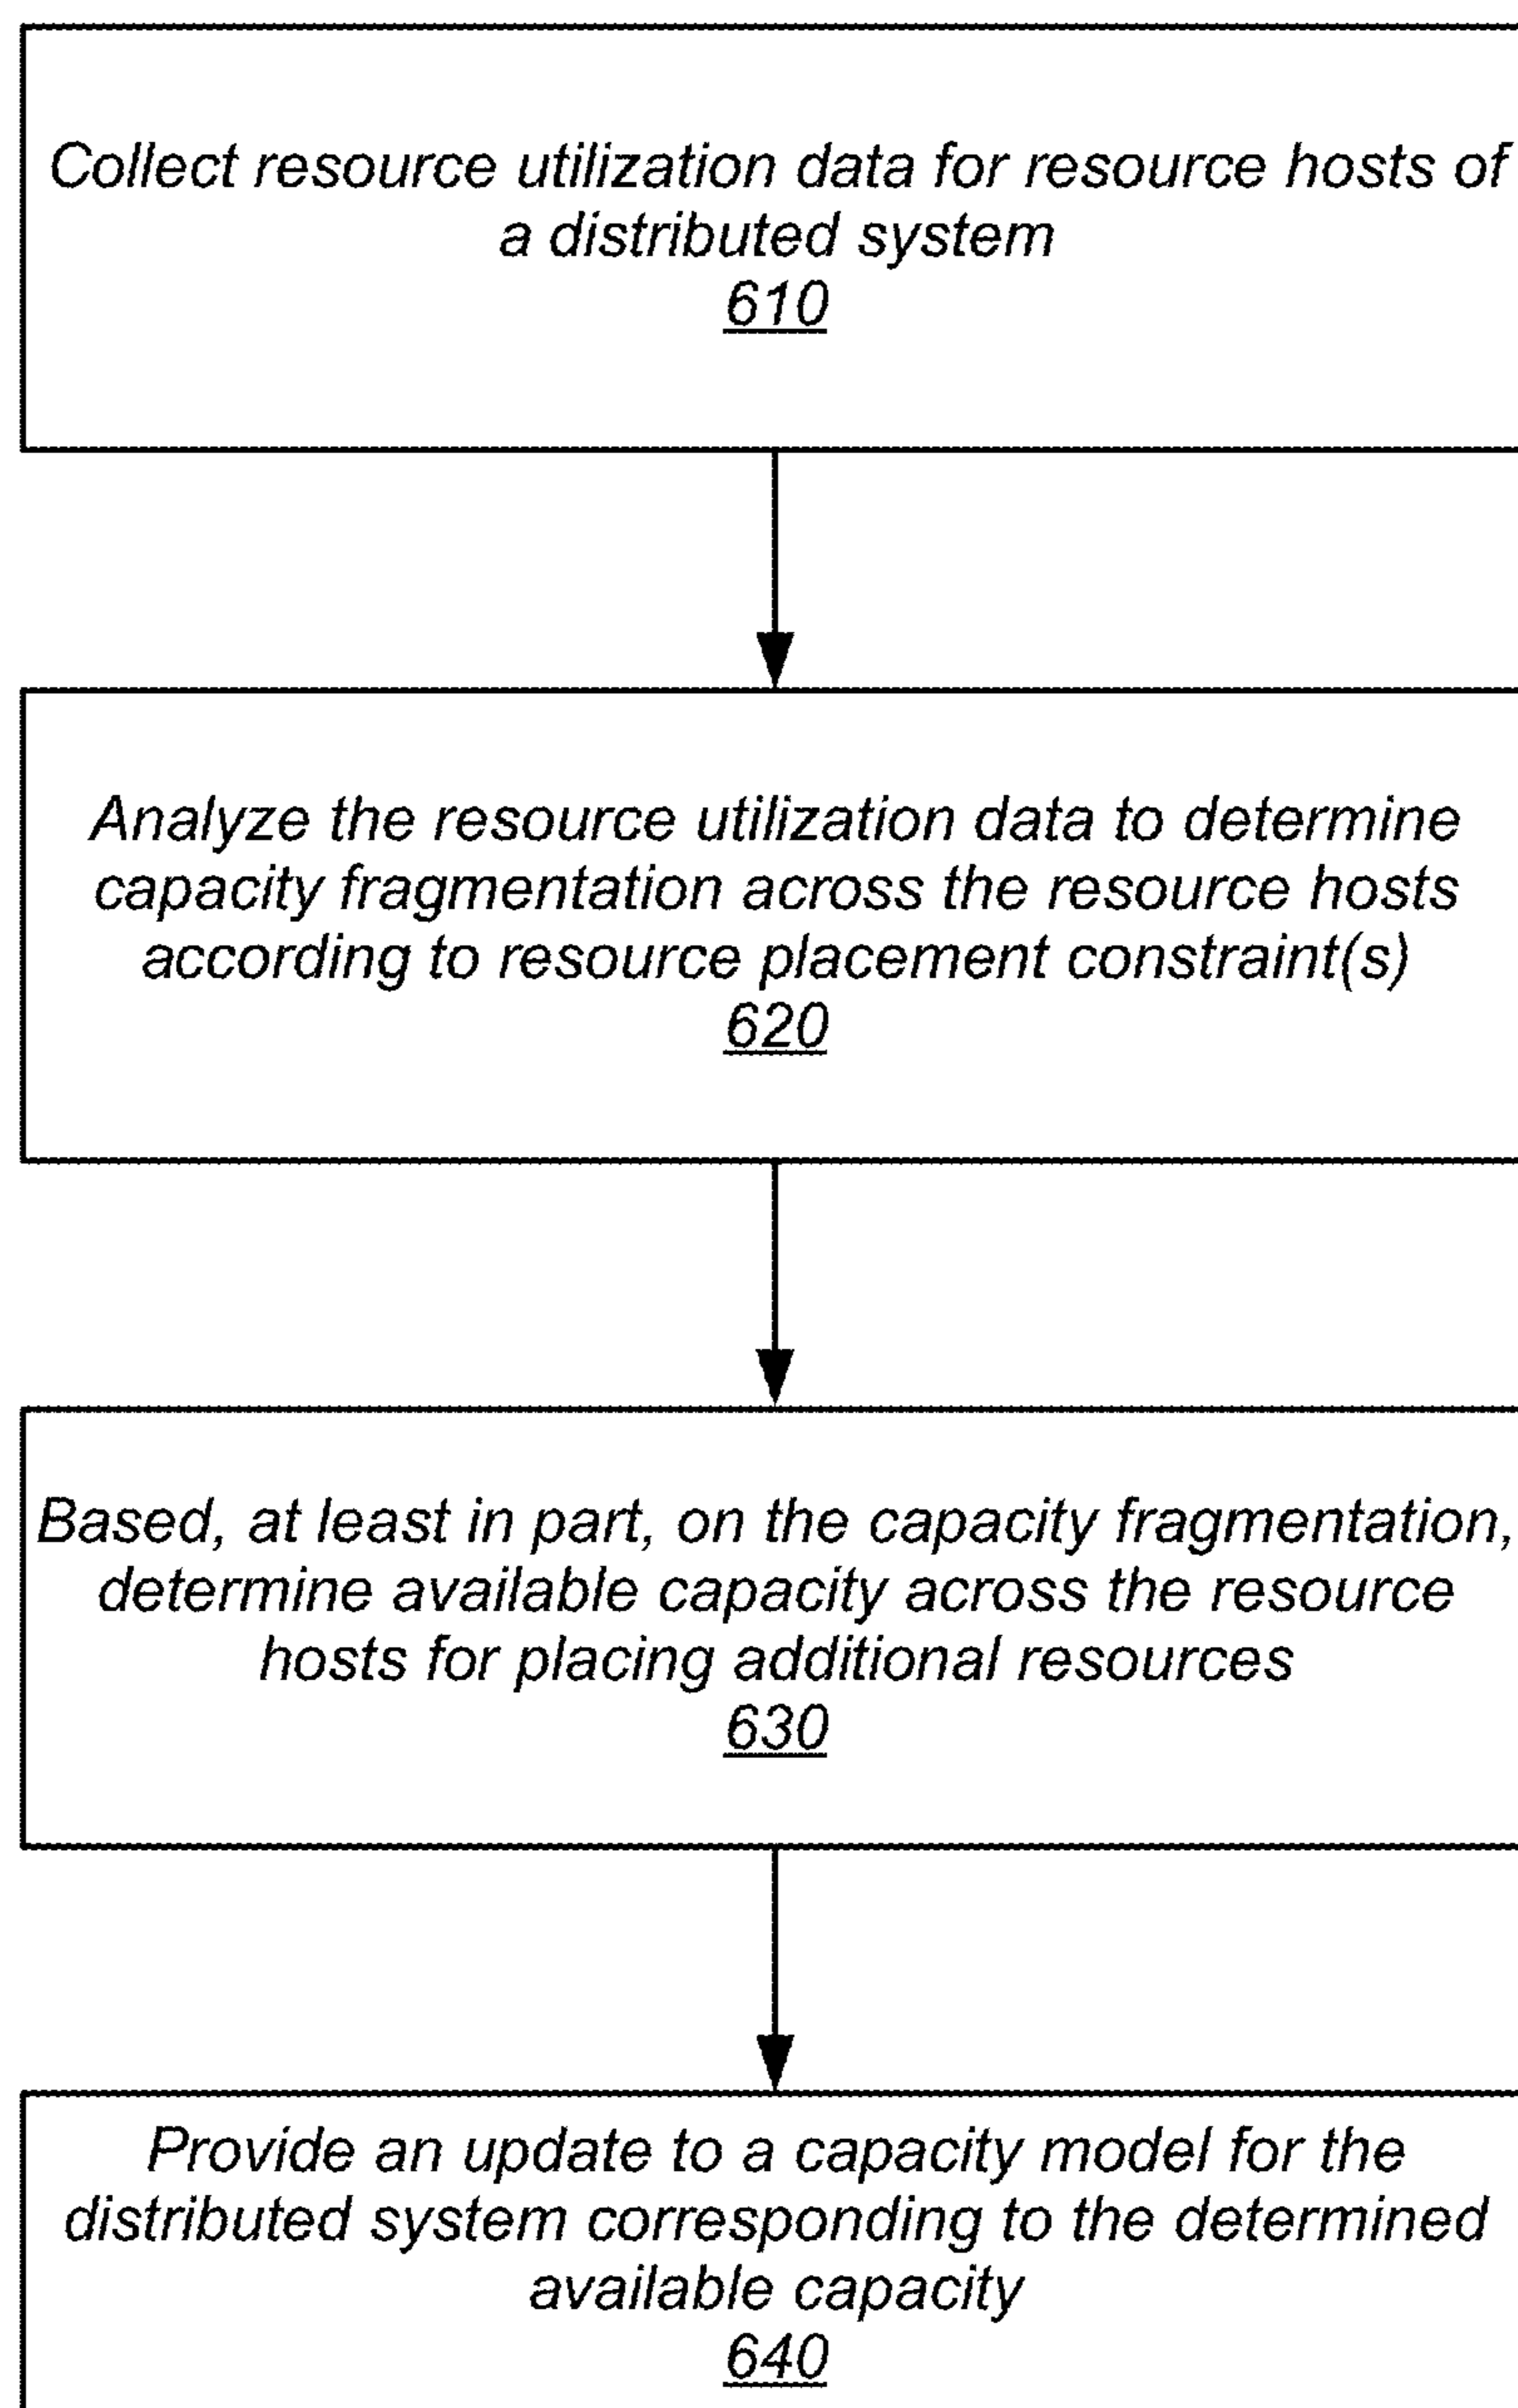 Collect resource utilization data for resource hosts of
a distributed system
610
Analyze the resource utilization data to determine
capacity fragmentation across the resource hosts
according to resource placement constraint(s)
620
Based, at least in part, on the capacity fragmentation,
determine available capacity across the resource
hosts for placing additional resources
630
Provide an update to a capacity model for the
distributed system corresponding to the determined
available capacity
640